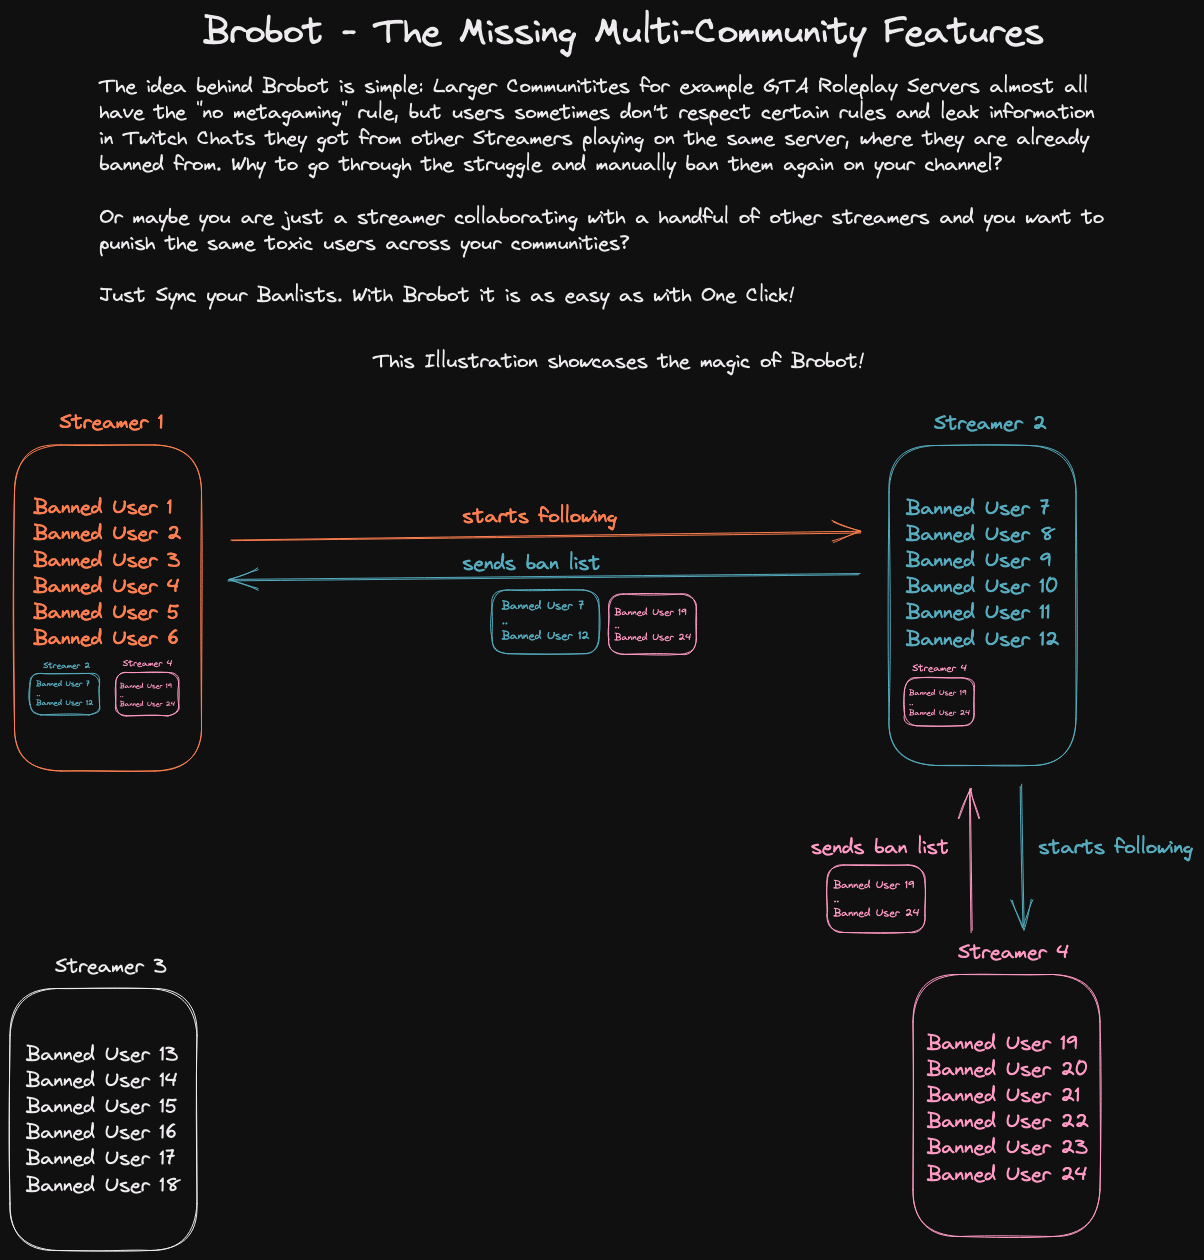 Brobot - The Missing Multi-Community Features
The idea behind Brobot is simple: Larger Communitites for example GTA Roleplay Servers almost all
have the "no metagaming" rule, but users sometimes don't respect certain rules and leak information
in Twitch Chats they got from other Streamers playing on the same server, where they are already
banned from. Why to go through the struggle and manually ban them again on your channel?
Or maybe you are just a streamer collaborating with a handful of other streamers and you want to
punish the same toxic users across your communities?
Just Sync your Banlists. With Brobot it is as easy as with One Click!
This Illustration showcases the magic of Brobot!
Streamer 1
Banned User 1
Banned User 2
Banned User 3
Banned User 4
Banned User 5
Banned User 6
Streamer 2
Banned User 7
..
Banned User 12
Streamer 4
Banned User 19
..
Banned User 24
starts following
sends ban list
Banned User 7
..
Banned User 12
Banned User 19
..
Banned User 24
Streamer 2
Banned User 7
Banned User 8
Banned User 9
Banned User 10
Banned User 11
Banned User 12
Streamer 4
Banned User 19
..
Banned User 24
sends ban list
Banned User 19
..
Banned User 24
starts following
Streamer 3
Banned User 13
Banned User 14
Banned User 15
Banned User 16
Banned User 17
Banned User 18
Streamer 4
Banned User 19
Banned User 20
Banned User 21
Banned User 22
Banned User 23
Banned User 24